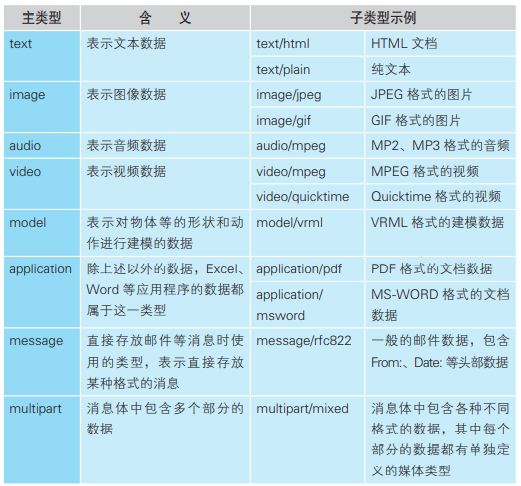 主类型 含义 子类型示例
text 表示文本数据 text/html HTML 文档
text/plain 纯文本
image 表示图像数据 image/jpeg JPEG 格式的图片
image/gif GIF 格式的图片
audio 表示音频数据 audio/mpeg MP2、MP3 格式的音频
video 表示视频数据 video/mpeg MPEG 格式的视频
video/quicktime Quicktime 格式的视频
model 表示对物体等的形状和动 model/vrml VRML 格式的建模数据
作进行建模的数据
application 除上述以外的数据，Excel、 application/pdf PDF 格式的文档数据
Word 等应用程序的数据都 application/ MS-WORD 格式的文档
属于这一类型 msword 数据
message 直接存放邮件等消息时使 message/rfc822 一般的邮件数据，包含
用的类型，表示直接存放 From:、Date: 等头部数据
某种格式的消息
multipart 消息体中包含多个部分的 multipart/mixed 消息体中包含各种不同
数据 格式的数据，其中每个
部分的数据都有单独定
义的媒体类型